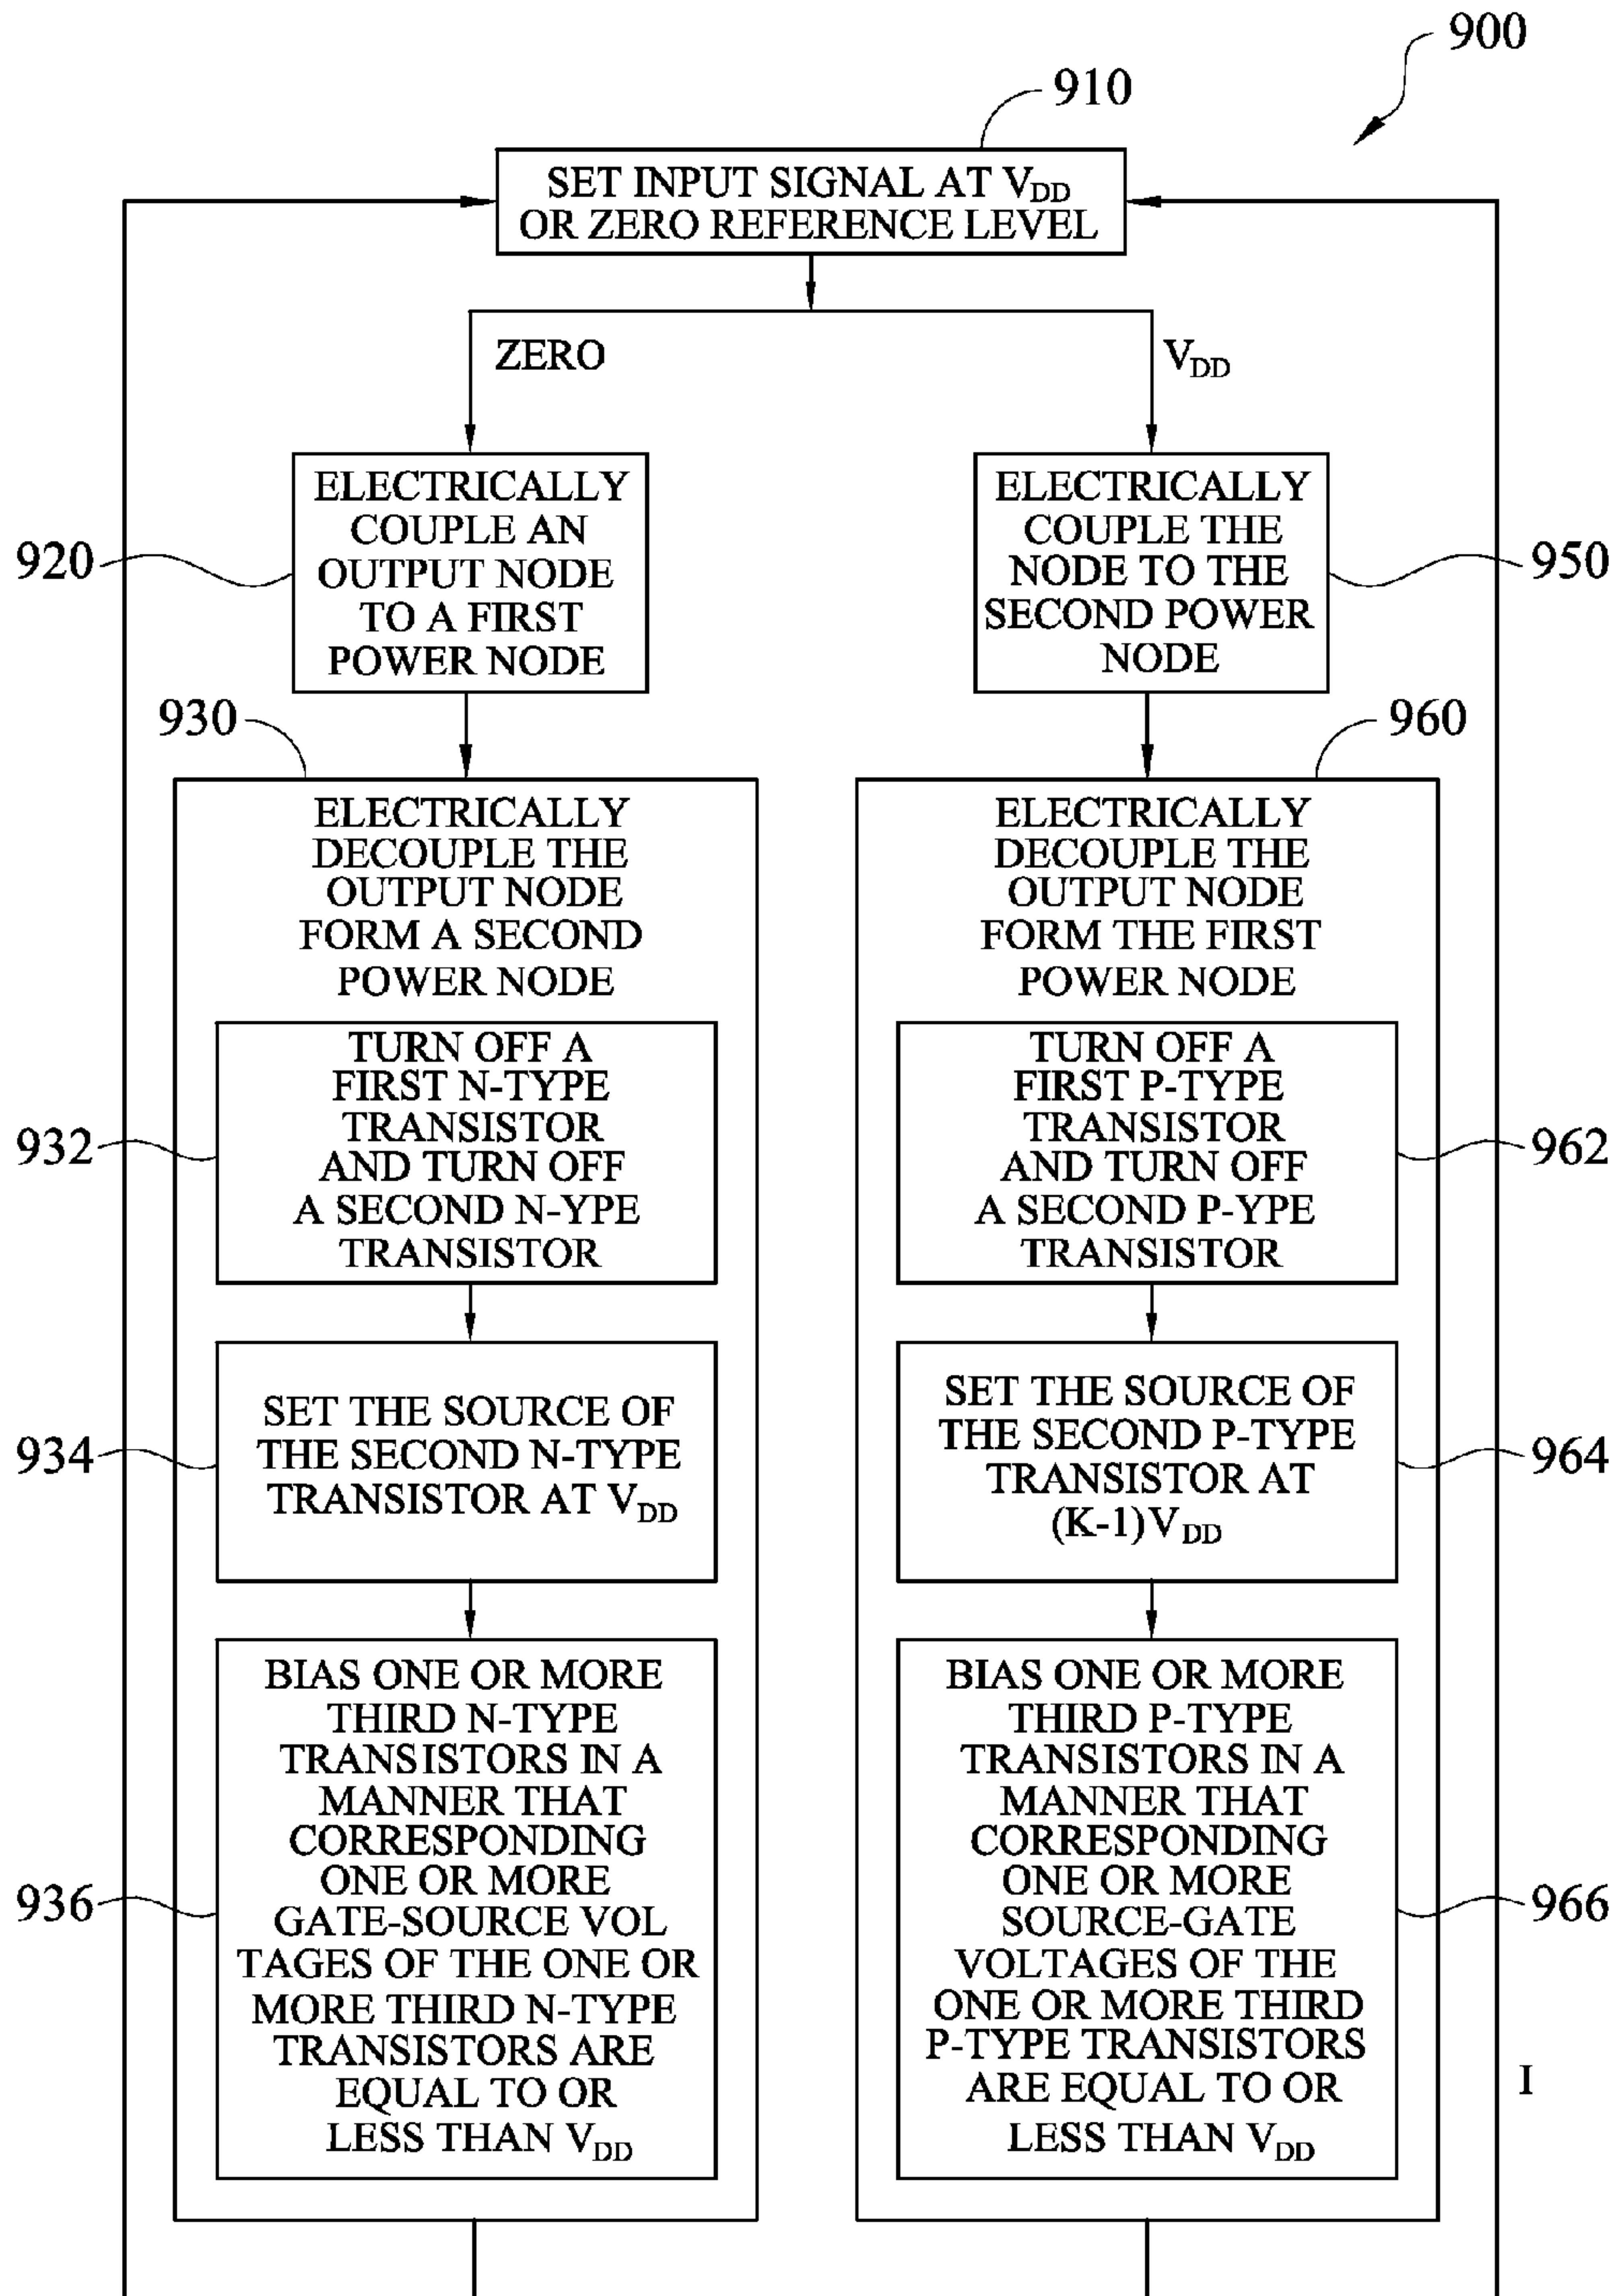 900
910
SET INPUT SIGNAL AT VDD
OR ZERO REFERENCE LEVEL
ZERO
VDD
920
ELECTRICALLY
COUPLE AN
OUTPUT NODE
TO A FIRST
POWER NODE
ELECTRICALLY
COUPLE THE
NODE TO THE
SECOND POWER
NODE
950
930
ELECTRICALLY
DECOUPLE THE
OUTPUT NODE
FORM A SECOND
POWER NODE
960
ELECTRICALLY
DECOUPLE THE
OUTPUT NODE
FORM THE FIRST
POWER NODE
932
TURN OFF A
FIRST N-TYPE
TRANSISTOR
AND TURN OFF
A SECOND N-YPE
TRANSISTOR
TURN OFF A
FIRST P-TYPE
TRANSISTOR
AND TURN OFF
A SECOND P-YPE
TRANSISTOR
962
934
SET THE SOURCE OF
THE SECOND N-TYPE
TRANSISTOR AT VDD
SET THE SOURCE OF
THE SECOND P-TYPE
TRANSISTOR AT
(K-1)VDD
964
936
BIAS ONE OR MORE
THIRD N-TYPE
TRANSISTORS IN A
MANNER THAT
CORRESPONDING
ONE OR MORE
GATE-SOURCE VOL
TAGES OF THE ONE OR
MORE THIRD N-TYPE
TRANSISTORS ARE
EQUAL TO OR
LESS THAN VDD
BIAS ONE OR MORE
THIRD P-TYPE
TRANSISTORS IN A
MANNER THAT
CORRESPONDING
ONE OR MORE
SOURCE-GATE
VOLTAGES OF THE
ONE OR MORE THIRD
P-TYPE TRANSISTORS
ARE EQUAL TO OR
LESS THAN VDD
966
I